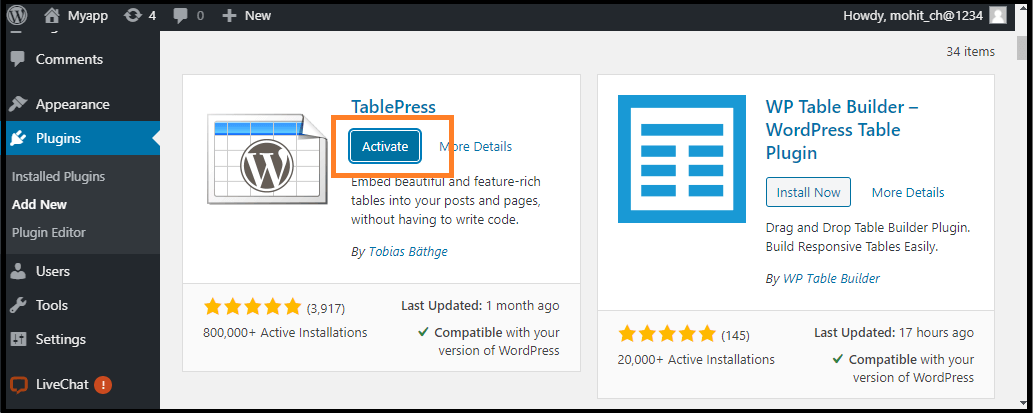 Myapp 4 0 + New Howdy, mohit_ch@1234
Comments
Appearance
Plugins
Installed Plugins
Add New
Plugin Editor
Users
Tools
Settings
LiveChat !
34 items
TablePress
Activate More Details
Embed beautiful and feature-rich
tables into your posts and pages,
without having to write code.
By Tobias Bäthge
(3,917)
800,000+ Active Installations
Last Updated: 1 month ago
Compatible with your
version of WordPress
WP Table Builder –
WordPress Table
Plugin
Install Now More Details
Drag and Drop Table Builder Plugin.
Build Responsive Tables Easily.
By WP Table Builder
(145)
20,000+ Active Installations
Last Updated: 17 hours ago
Compatible with your
version of WordPress